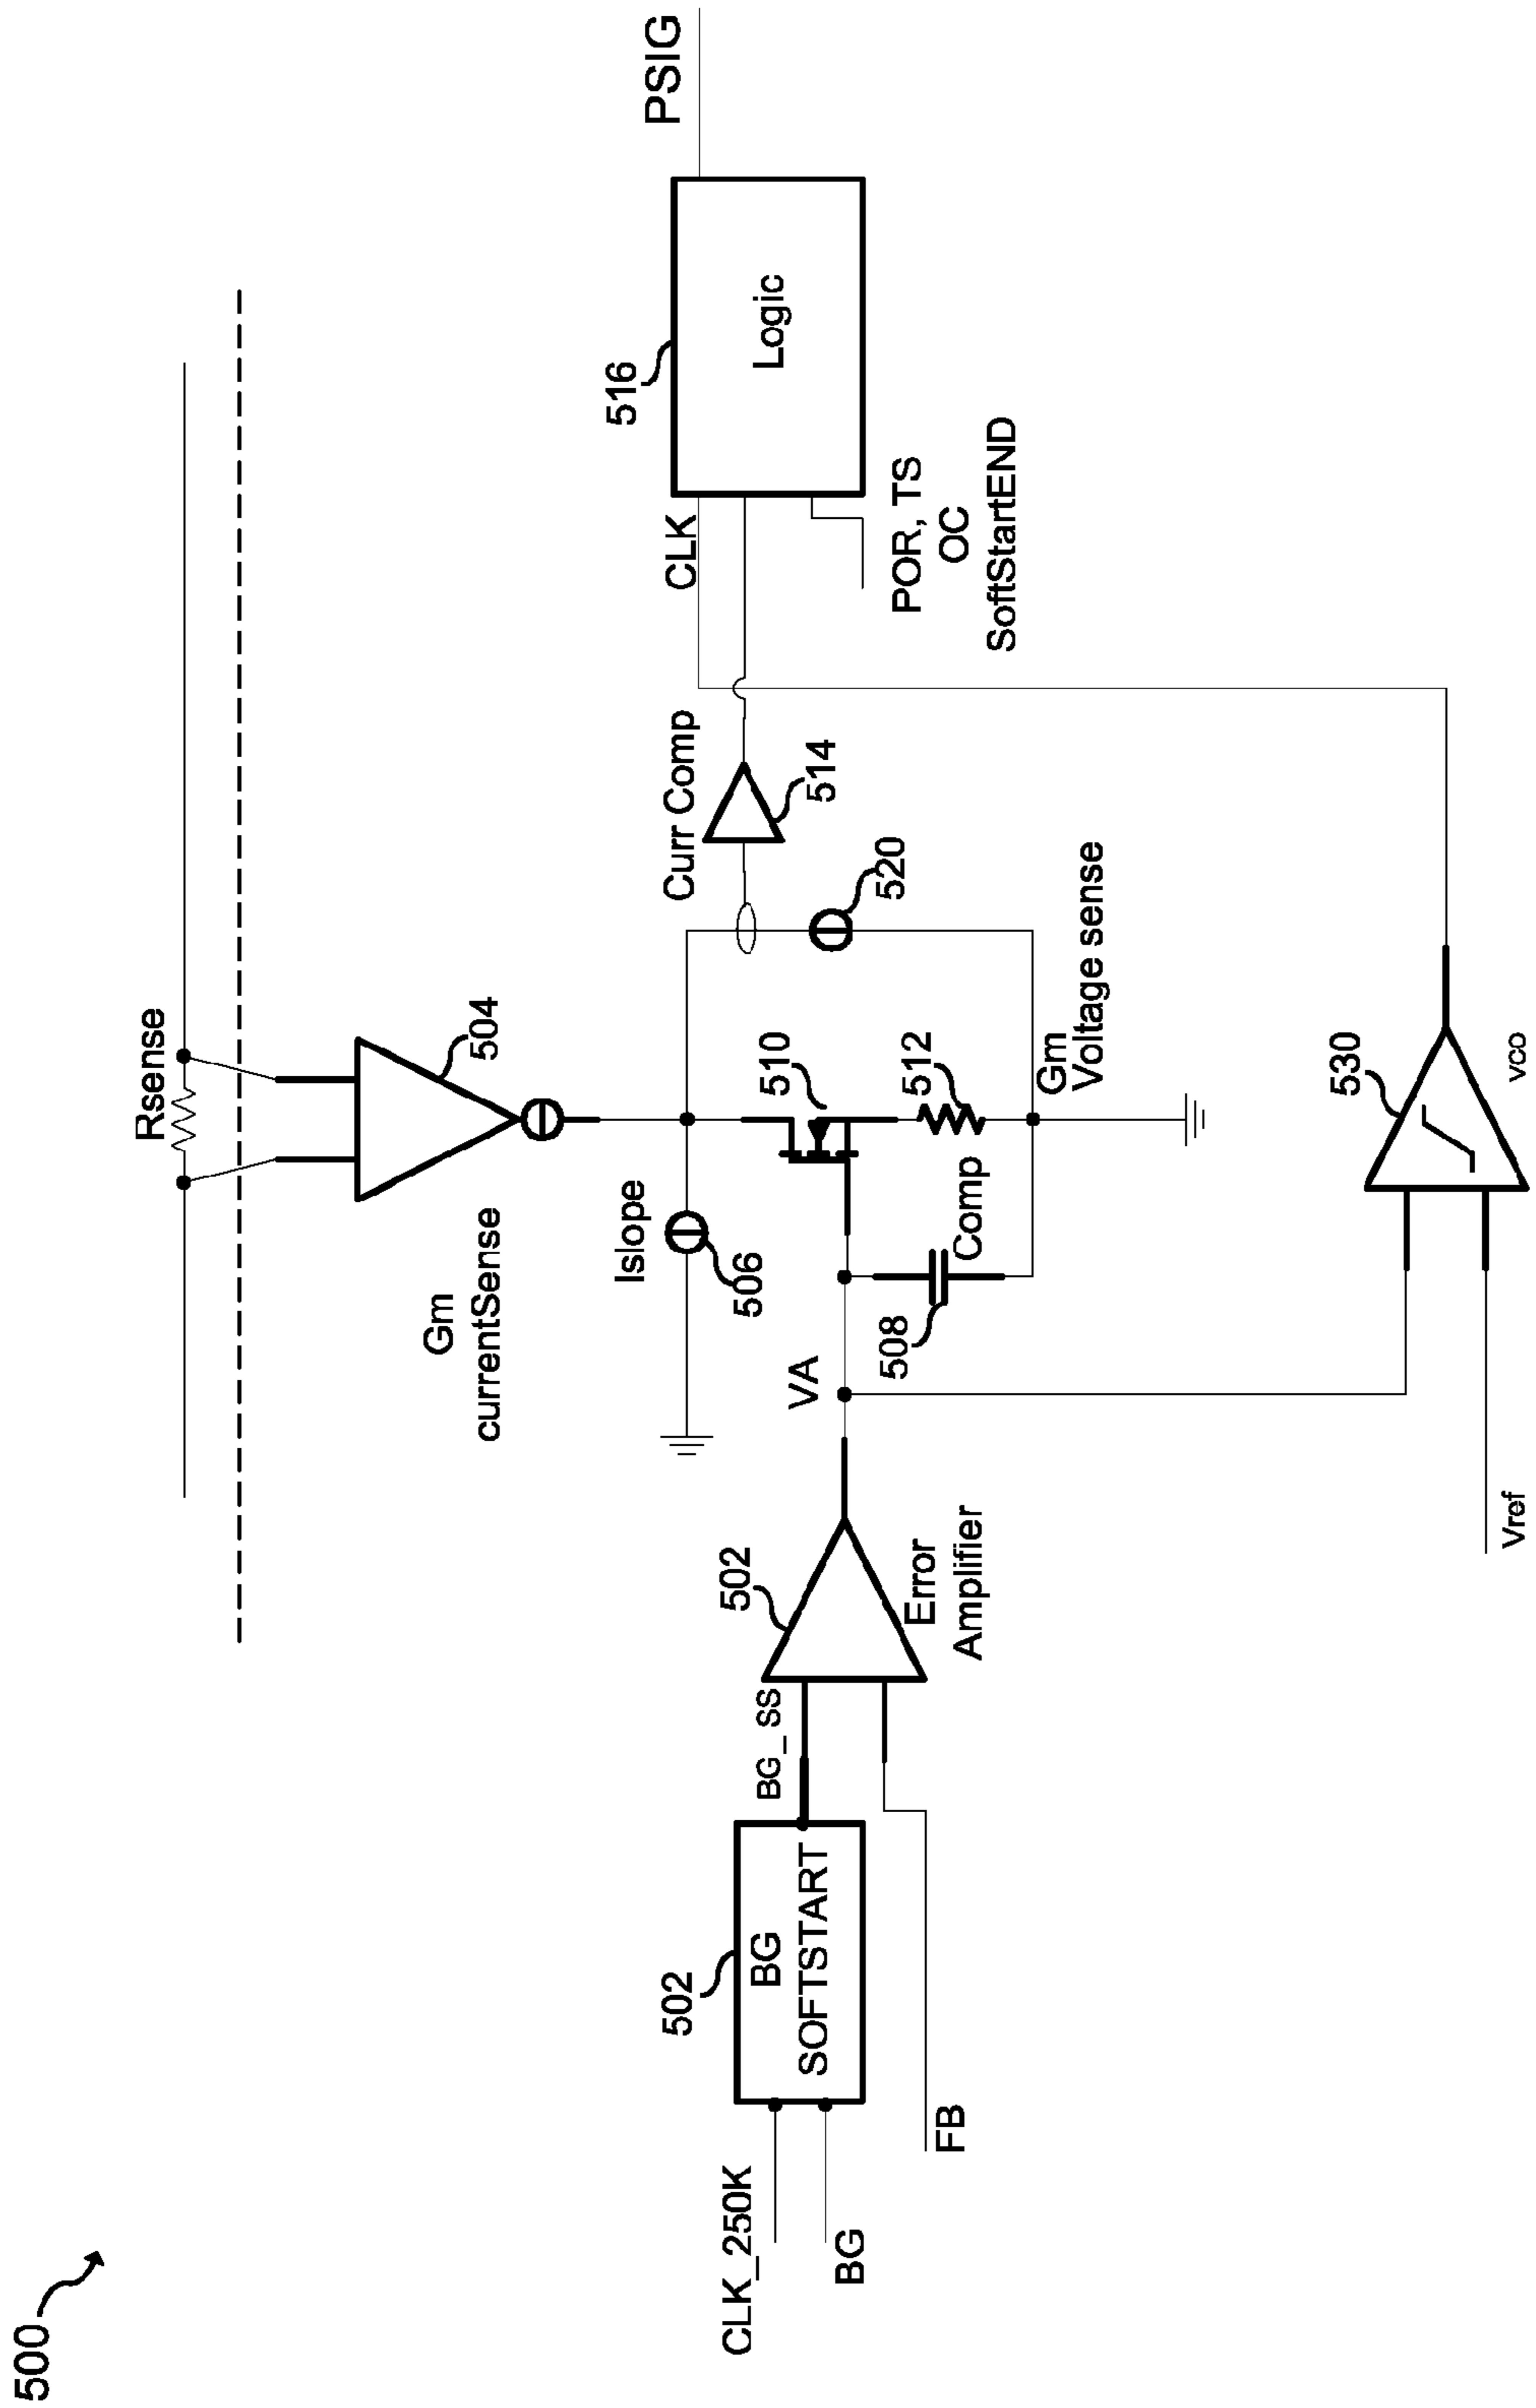 500
Rsense
504
Gm
currentSense
Islope
506
PSIG
516
Logic
CLK
POR, TS
OC
SoftStartEND
Curr Comp
514
520
510
512
Gm
Voltage sense
Comp
508
VA
502
Error
Amplifier
BG_SS
502
BG
SOFTSTART
CLK_250K
BG
FB
530
vco
Vref